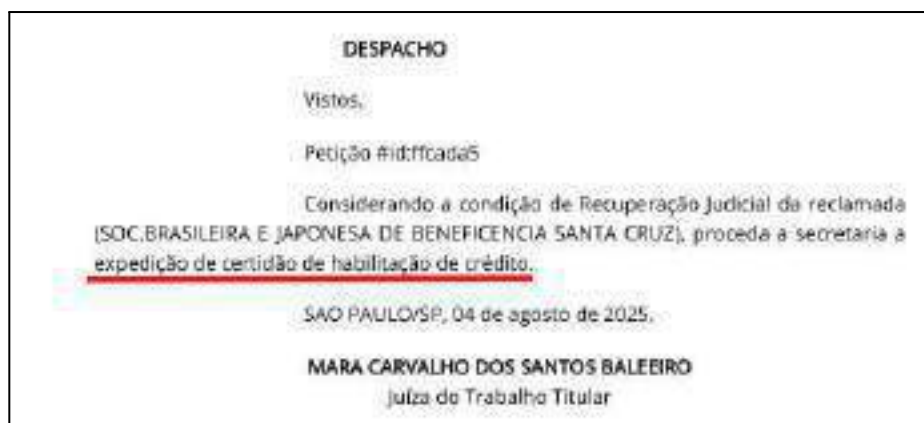 DESPACHO
Vistos,
Petição #id:ffcada5
Considerando a condição de Recuperação Judicial da reclamada
(SOC.BRASILEIRA E JAPONESA DE BENEFICENCIA SANTA CRUZ), proceda a secretaria a
expedição de certidão de habilitação de crédito.
SAO PAULO/SP, 04 de agosto de 2025.
MARA CARVALHO DOS SANTOS BALEEIRO
Juíza do Trabalho Titular